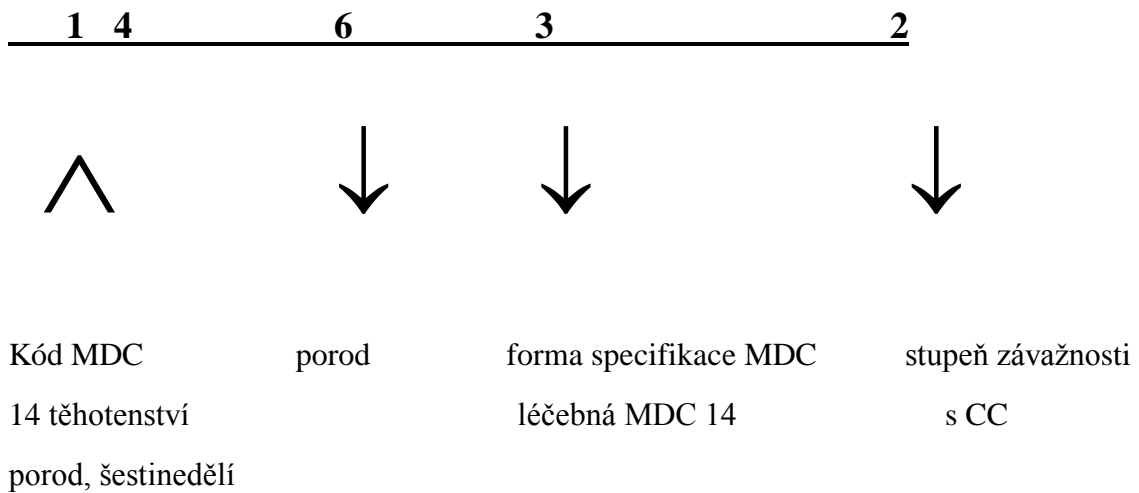 1 4 6 3 2
Kód MDC porod forma specifikace MDC stupeň závažnosti
14 těhotenství léčebná MDC 14 s CC
porod, šestinedělí